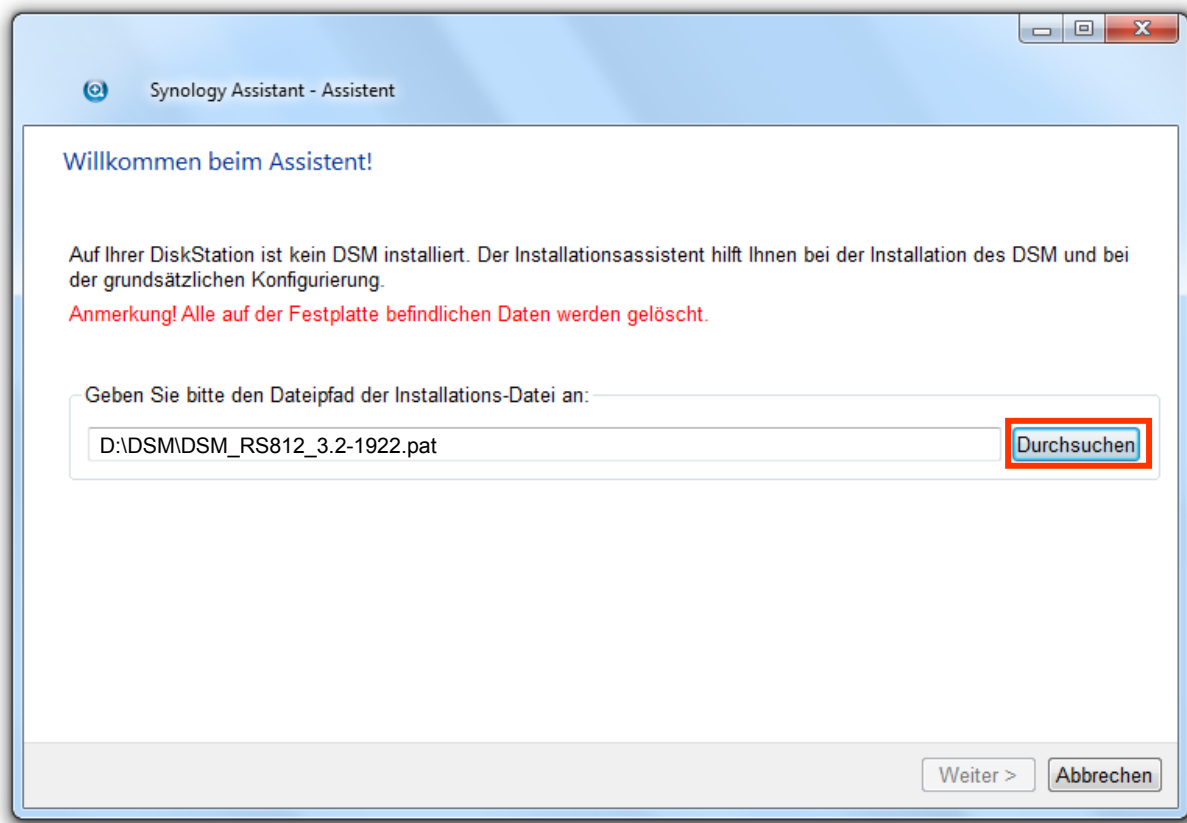 Synology Assistant - Assistent
Willkommen beim Assistent!
Auf Ihrer DiskStation ist kein DSM installiert. Der Installationsassistent hilft Ihnen bei der Installation des DSM und bei
der grundsätzlichen Konfigurierung.
Anmerkung! Alle auf der Festplatte befindlichen Daten werden gelöscht.
Geben Sie bitte den Dateipfad der Installations-Datei an:
D:\DSM\DSM_RS812_3.2-1922.pat Durchsuchen
Weiter > Abbrechen